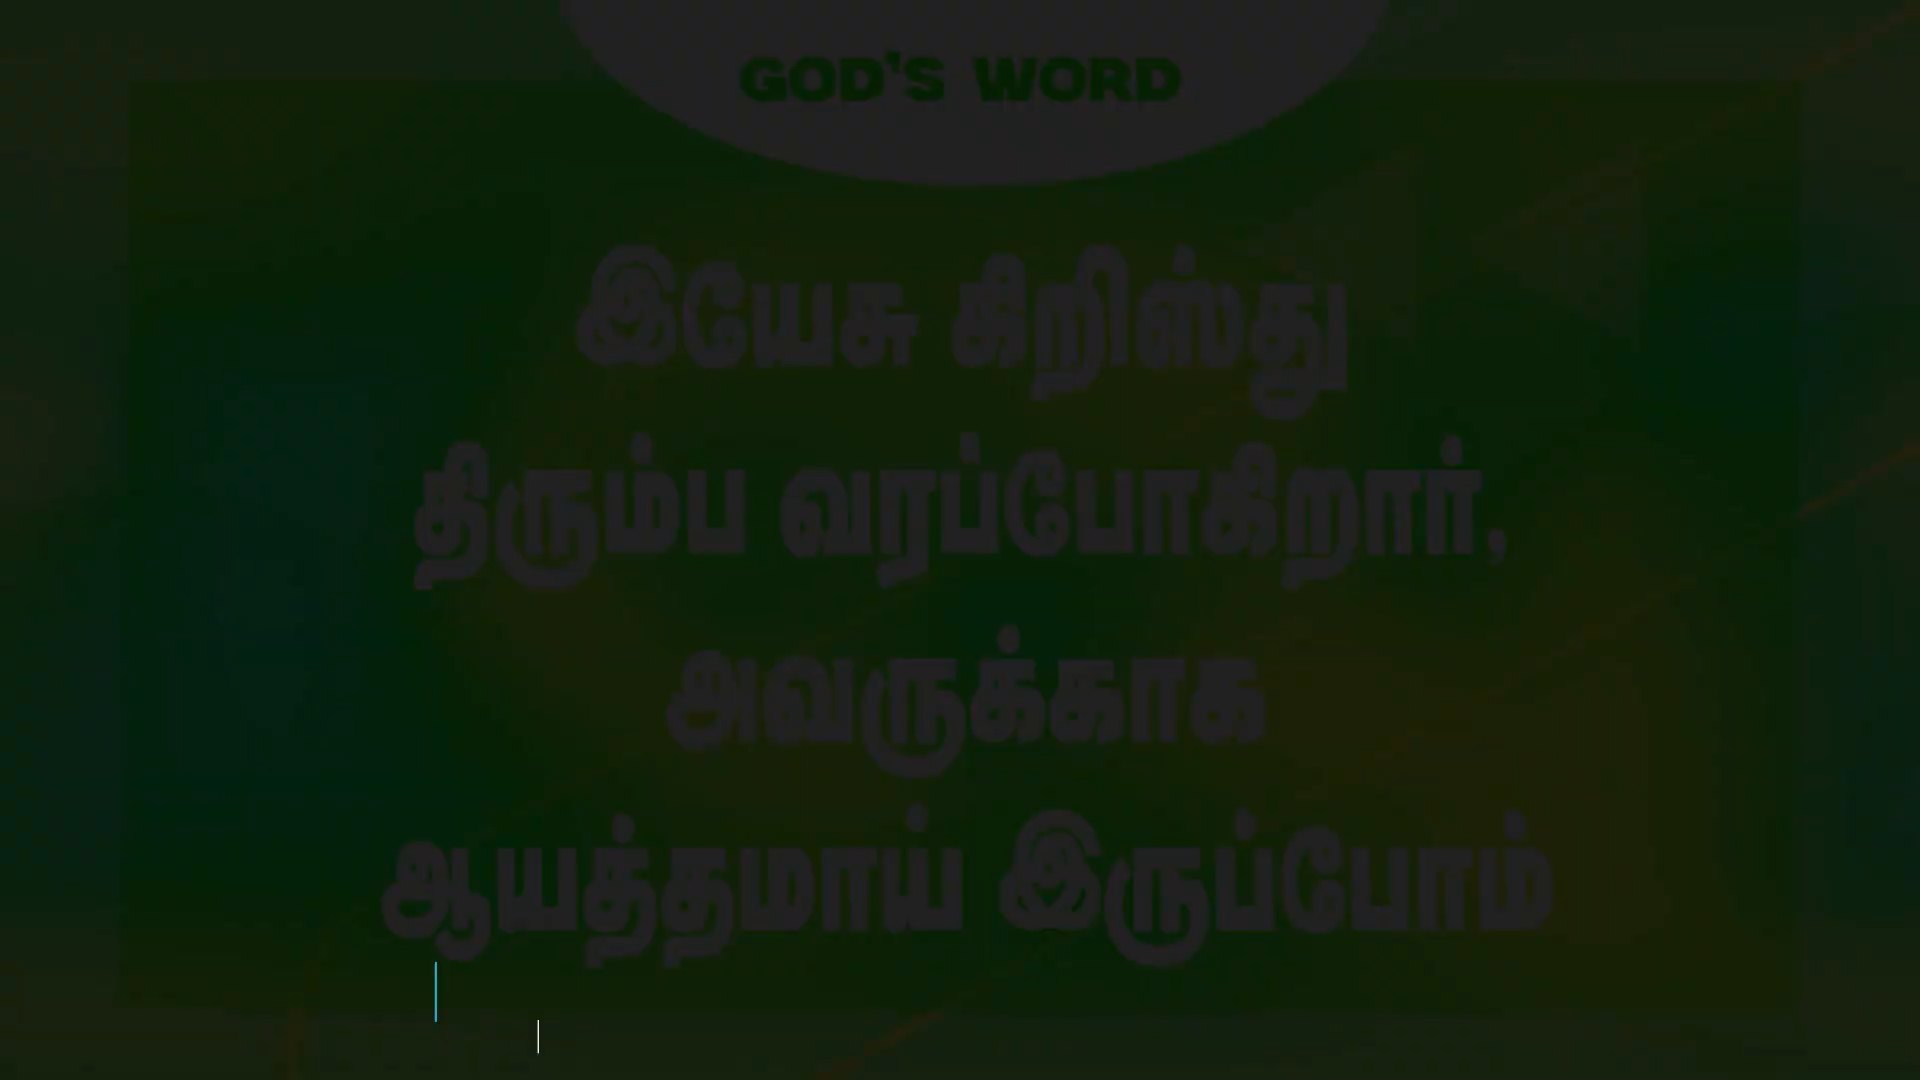 GOD'S WORD
இயேசு கிறிஸ்து
திரும்ப வரப்போகிறார்,
அவருக்காக
ஆயத்தமாய் இருப்போம்